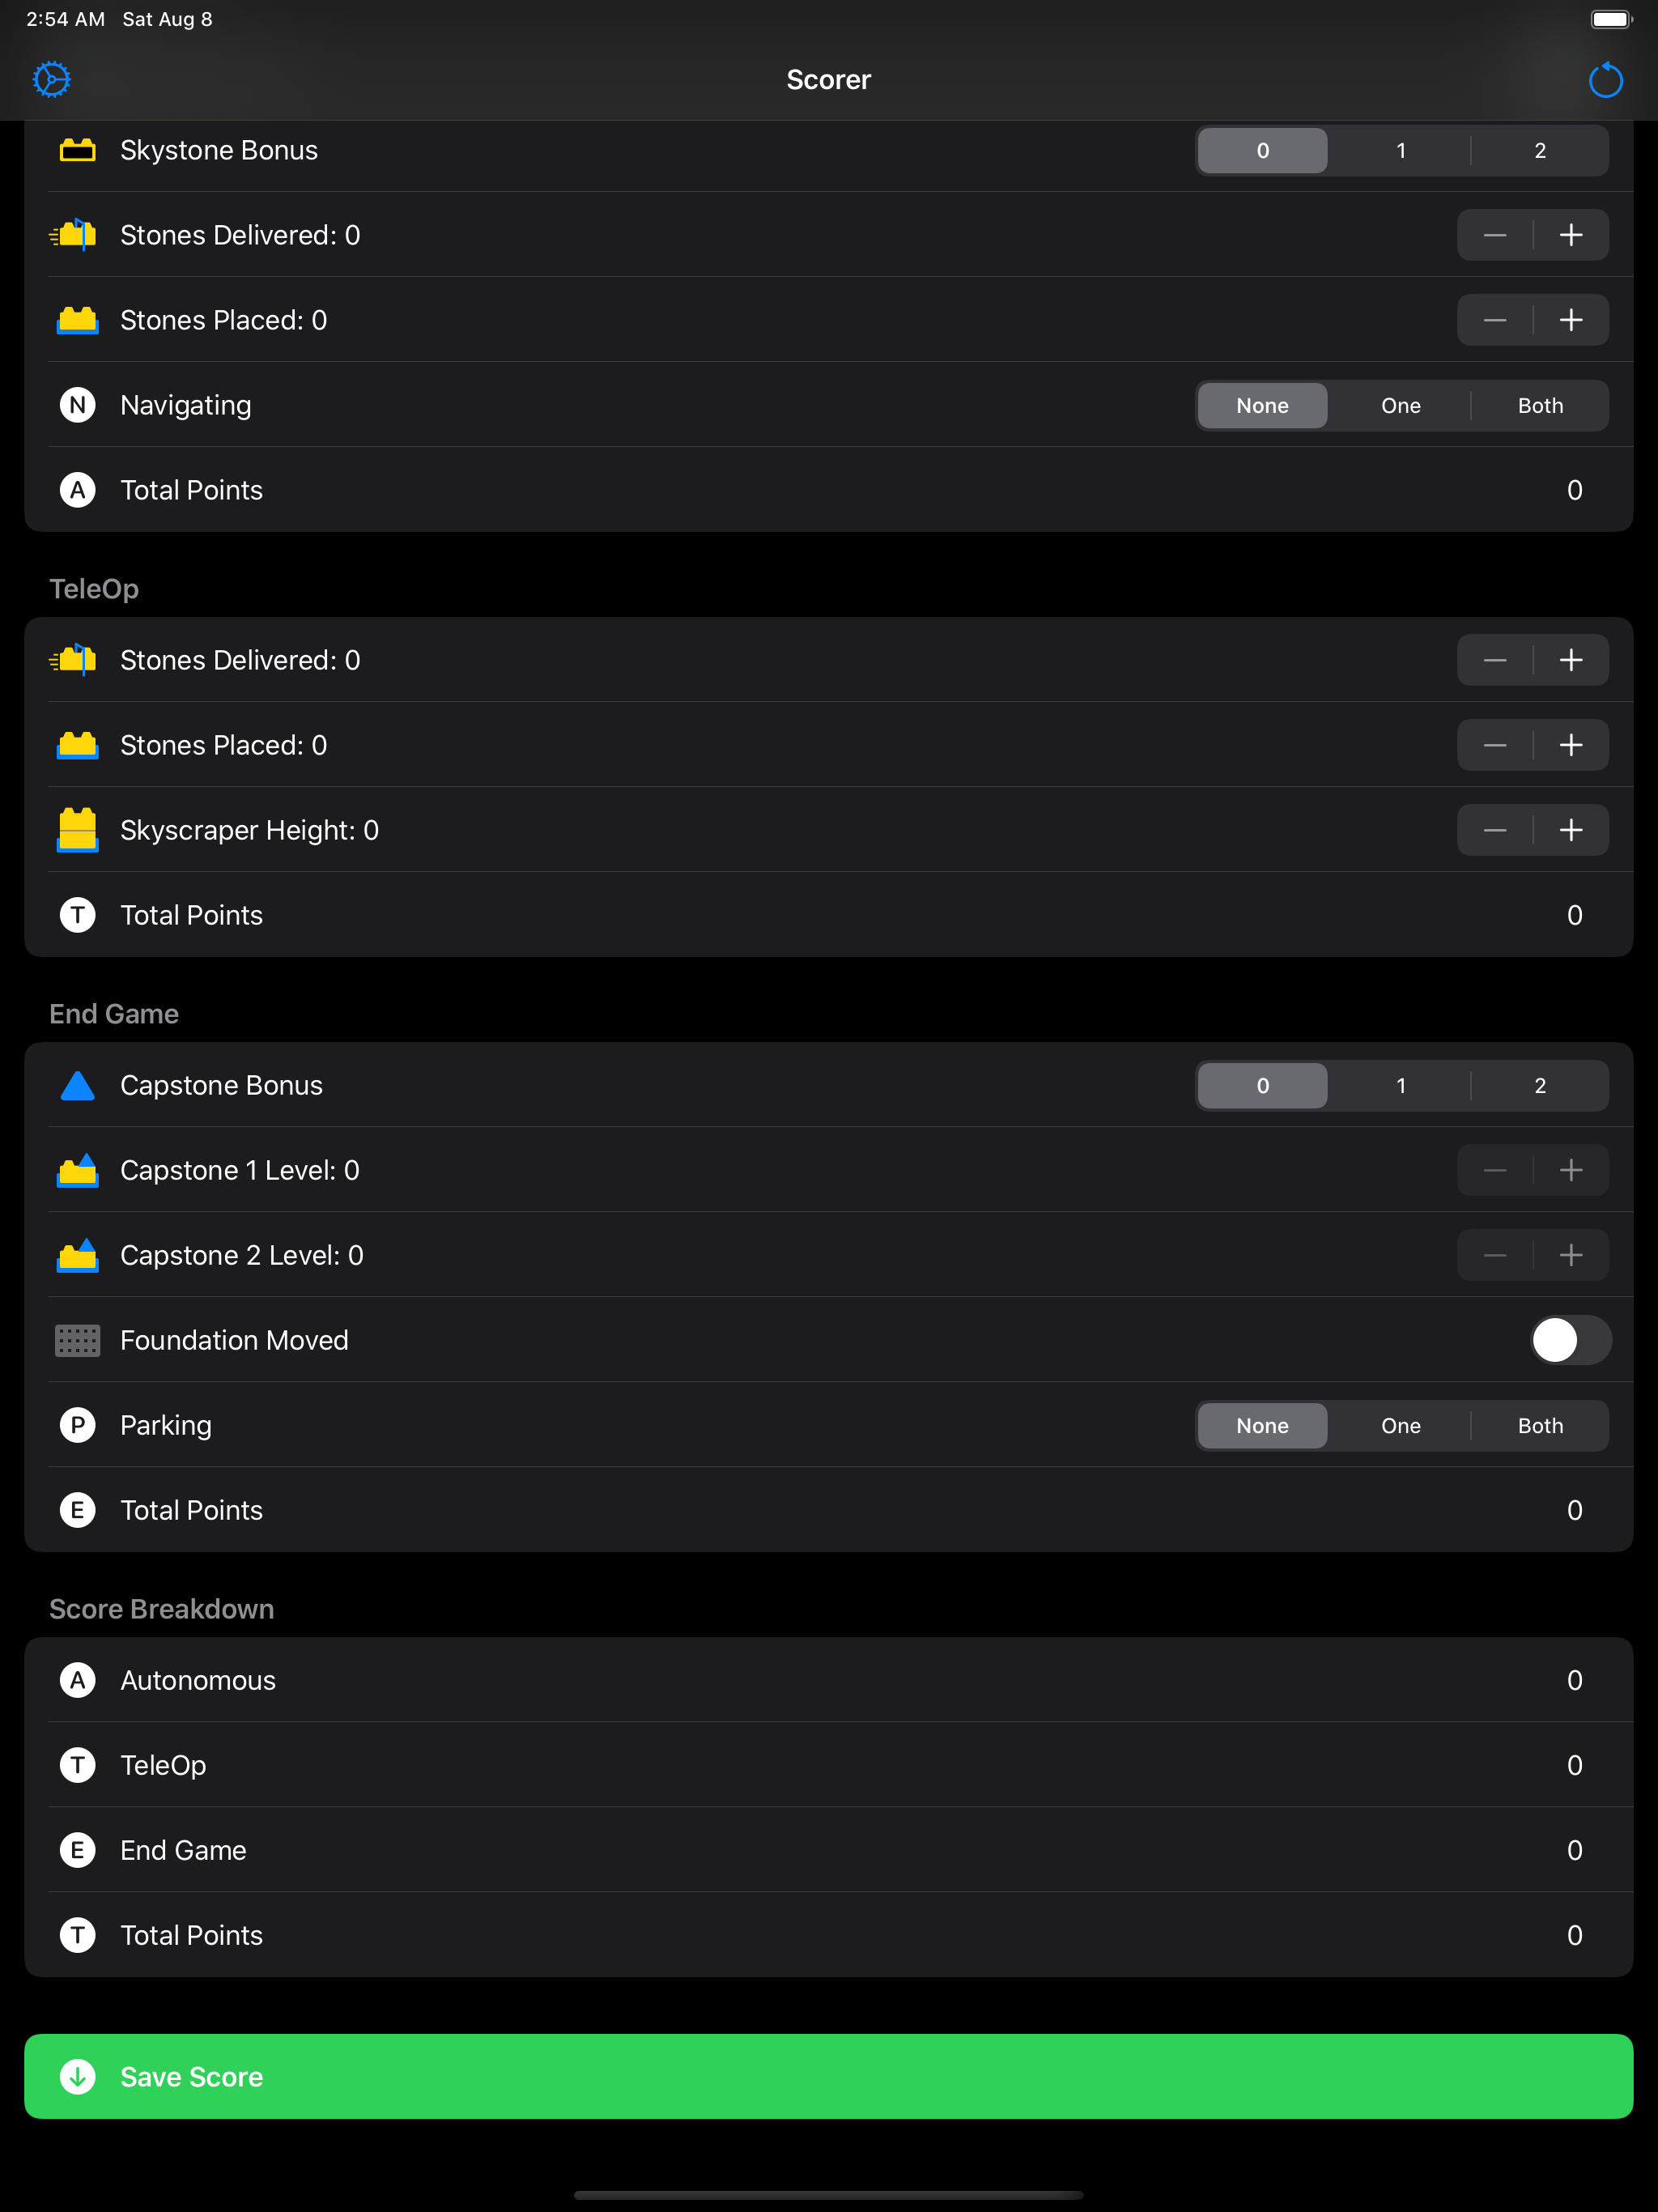 2:54 AM Sat Aug 8
Scorer
Skystone Bonus 0 1 2
Stones Delivered: 0
Stones Placed: 0
N Navigating None One Both
A Total Points 0
TeleOp
Stones Delivered: 0
Stones Placed: 0
Skyscraper Height: 0
T Total Points 0
End Game
Capstone Bonus 0 1 2
Capstone 1 Level: 0
Capstone 2 Level: 0
Foundation Moved
P Parking None One Both
E Total Points 0
Score Breakdown
A Autonomous 0
T TeleOp 0
E End Game 0
T Total Points 0
Save Score